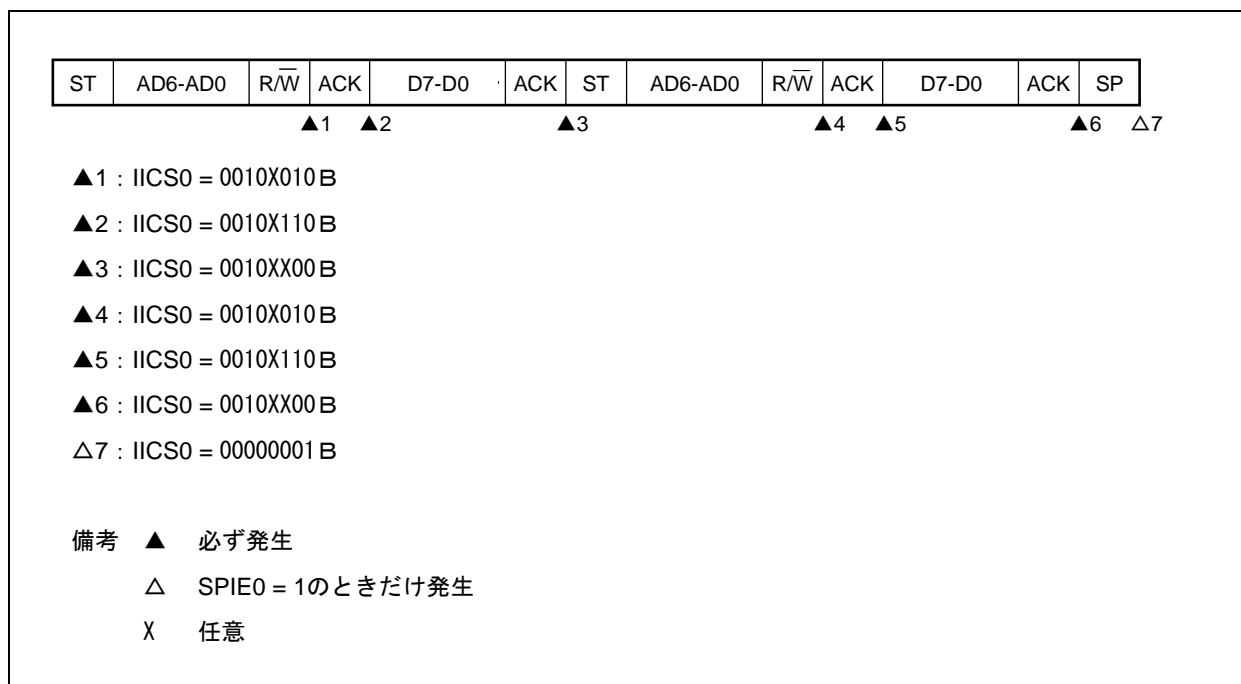 ST AD6-AD0 R/W̅ ACK D7-D0 ACK ST AD6-AD0 R/W̅ ACK D7-D0 ACK SP
▲1 ▲2 ▲3 ▲4 ▲5 ▲6 △7
▲1：IICS0 = 0010X010B
▲2：IICS0 = 0010X110B
▲3：IICS0 = 0010XX00B
▲4：IICS0 = 0010X010B
▲5：IICS0 = 0010X110B
▲6：IICS0 = 0010XX00B
△7：IICS0 = 00000001B
備考 ▲ 必ず発生
△ SPIE0 = 1のときだけ発生
X 任意